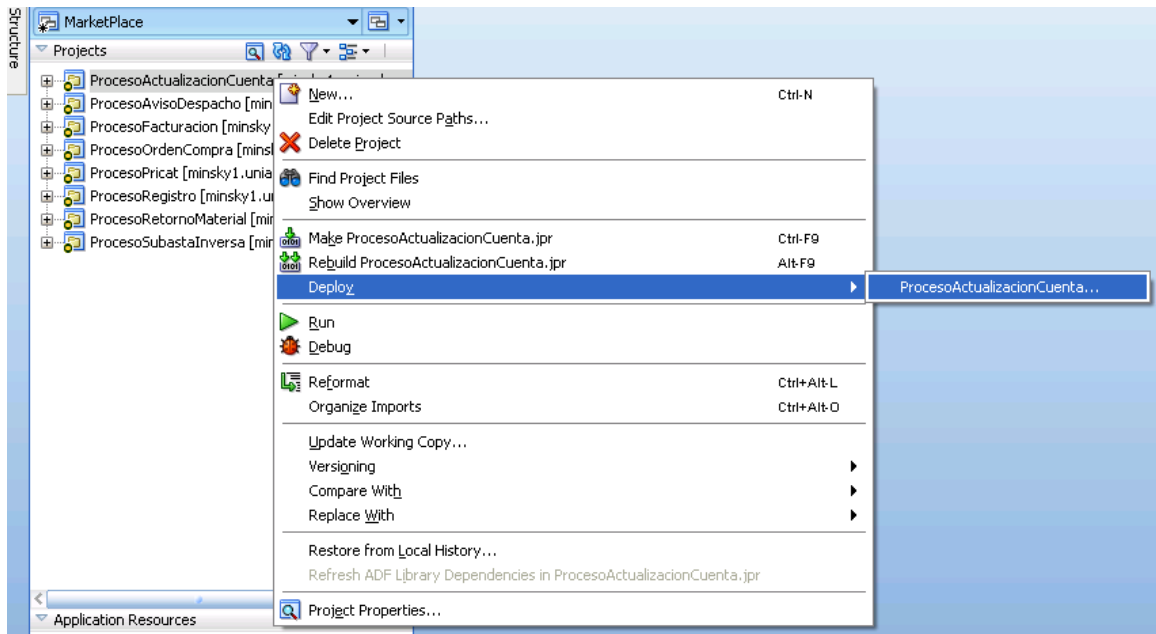 Structure
MarketPlace
Projects
ProcesoActualizacionCuenta
ProcesoAvisoDespacho [min
ProcesoFacturacion [minsky
ProcesoOrdenCompra [minsl
ProcesoPricat [minsky1.unia
ProcesoRegistro [minsky1.u
ProcesoRetornoMaterial [mir
ProcesoSubastaInversa [mir
Application Resources
New... Ctrl-N
Edit Project Source Paths...
Delete Project
Find Project Files
Show Overview
Make ProcesoActualizacionCuenta.jpr Ctrl-F9
Rebuild ProcesoActualizacionCuenta.jpr Alt-F9
Deploy
ProcesoActualizacionCuenta...
Run
Debug
Reformat Ctrl+Alt-L
Organize Imports Ctrl+Alt-O
Update Working Copy...
Versioning
Compare With
Replace With
Restore from Local History...
Refresh ADF Library Dependencies in ProcesoActualizacionCuenta.jpr
Project Properties...